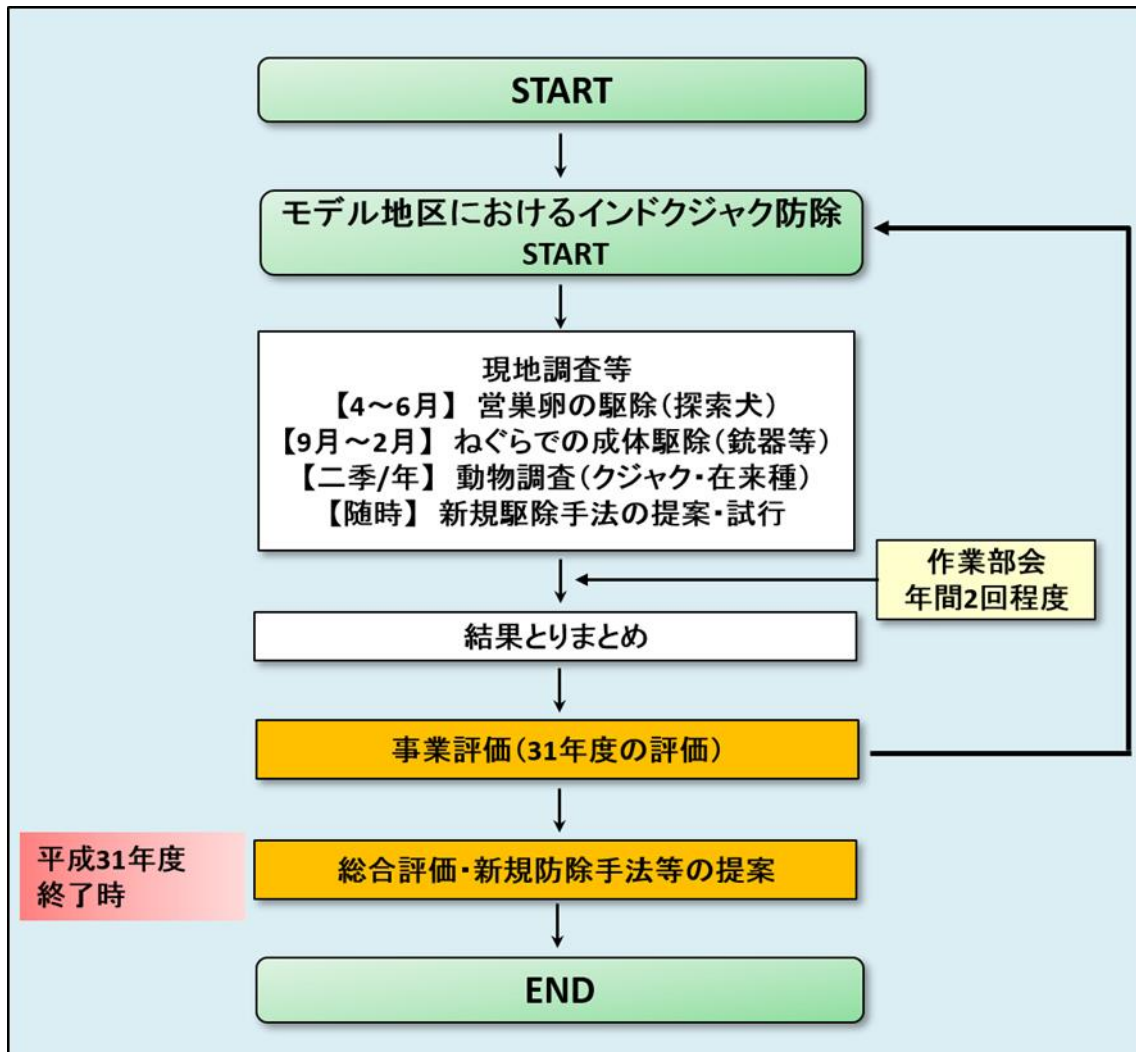 START
モデル地区におけるインドクジャク防除
START
現地調査等
【4～6月】 営巣卵の駆除(探索犬)
【9月～2月】 ねぐらでの成体駆除(銃器等)
【二季/年】 動物調査(クジャク・在来種)
【随時】 新規駆除手法の提案・試行
作業部会
年間2回程度
結果とりまとめ
事業評価(31年度の評価)
平成31年度
終了時
総合評価・新規防除手法等の提案
END